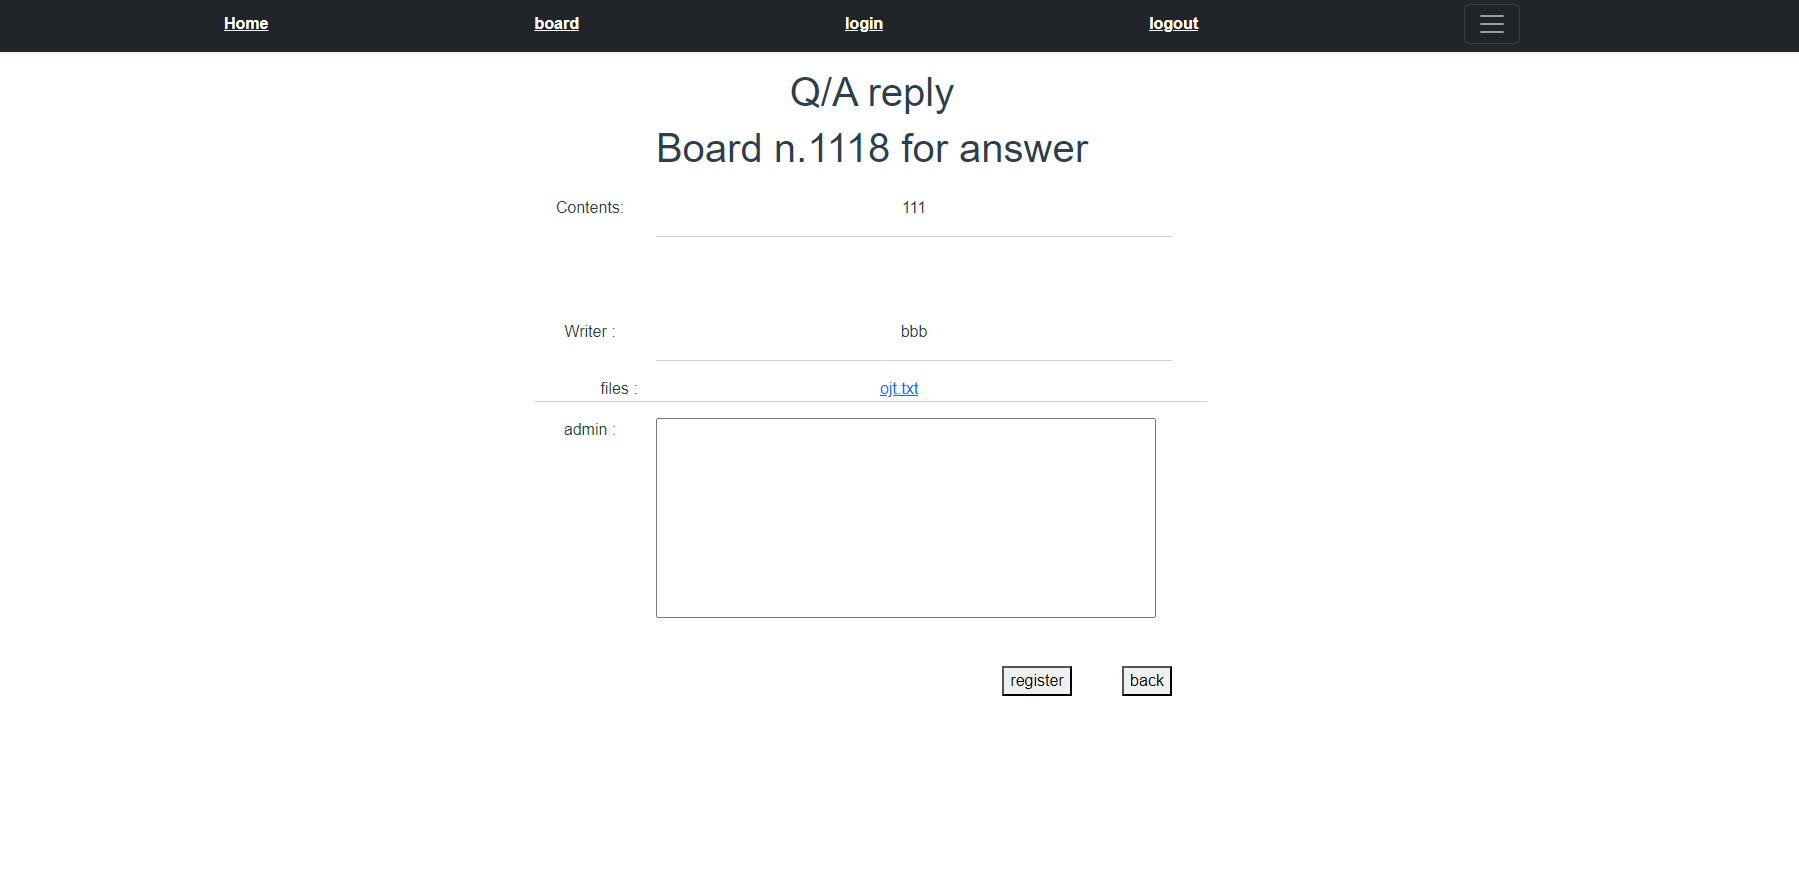 Home board login logout
Q/A reply
Board n.1118 for answer
Contents: 111
Writer : bbb
files : ojt.txt
admin :
register back